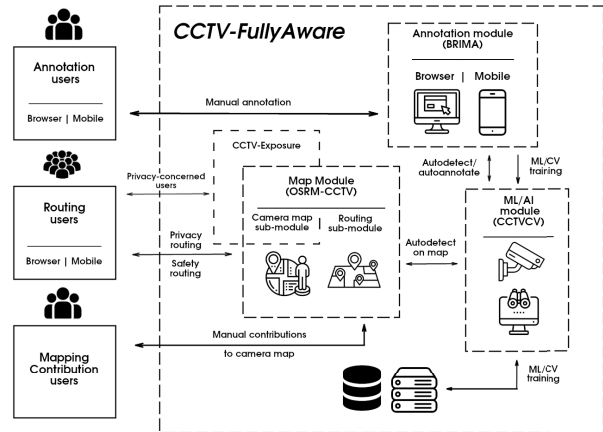 CCTV-FullyAware
Annotation
users
Browser | Mobile
Manual annotation
Annotation module
(BRIMA)
Browser | Mobile
CCTV-Exposure
Autodetect/
autoannotate
ML/CV
training
Routing
users
Browser | Mobile
Privacy-concerned
users
Privacy
routing
Safety
routing
Map Module
(OSRM-CCTV)
Camera map
sub-module
Routing
sub-module
Autodetect
on map
ML/AI
module
(CCTVCV)
Mapping
Contribution
users
Manual contributions
to camera map
ML/CV
training